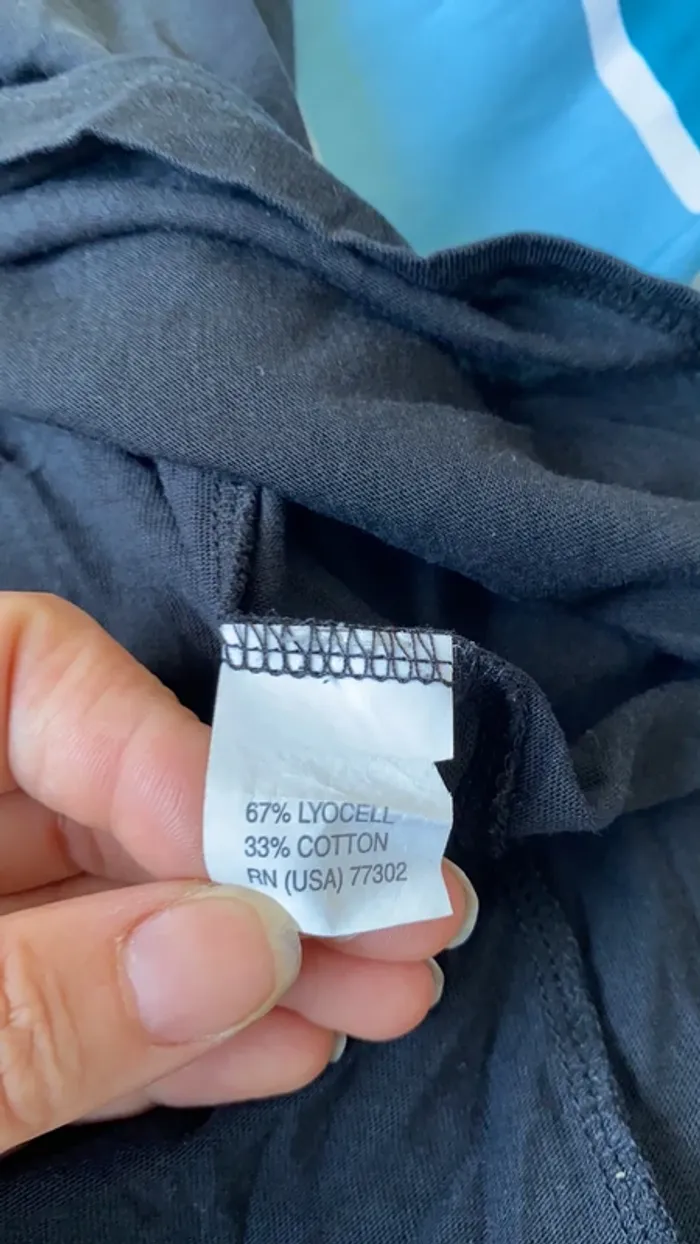 67% LYOCELL
33% COTTON
RN (USA) 77302